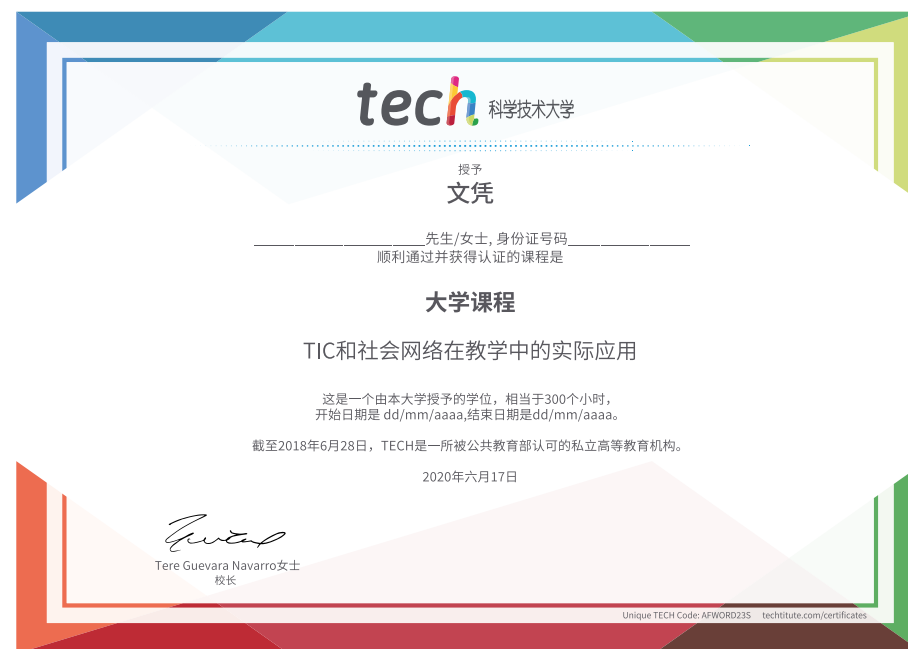 tech 科学技术大学
授予
文凭
先生/女士, 身份证号码
顺利通过并获得认证的课程是
大学课程
TIC和社会网络在教学中的实际应用
这是一个由本大学授予的学位，相当于300个小时，
开始日期是 dd/mm/aaaa,结束日期是dd/mm/aaaa。
截至2018年6月28日，TECH是一所被公共教育部认可的私立高等教育机构。
2020年六月17日
Tere Guevara Navarro女士
校长
Unique TECH Code: AFWORD23S techtitute.com/certificates